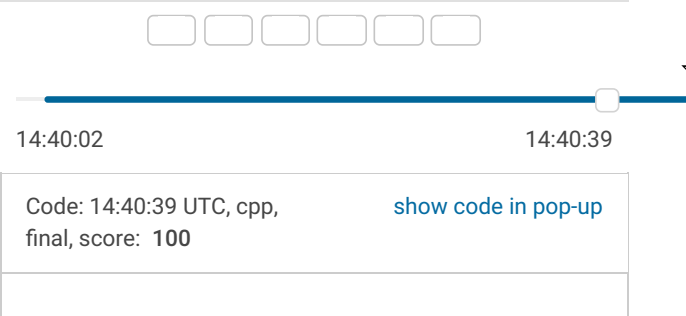 14:40:02 14:40:39
Code: 14:40:39 UTC, cpp, show code in pop-up
final, score: 100